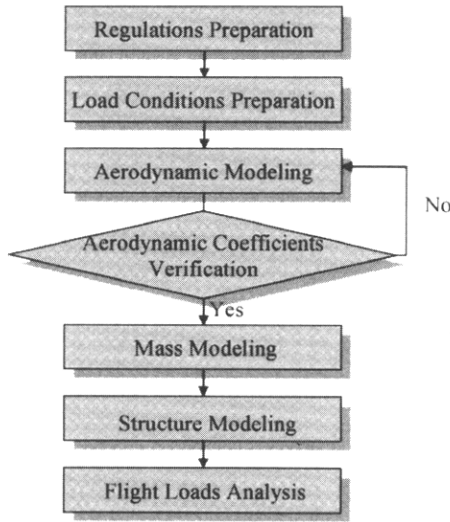 Regulations Preparation
Load Conditions Preparation
Aerodynamic Modeling
No
Aerodynamic Coefficients
Verification
Yes
Mass Modeling
Structure Modeling
Flight Loads Analysis